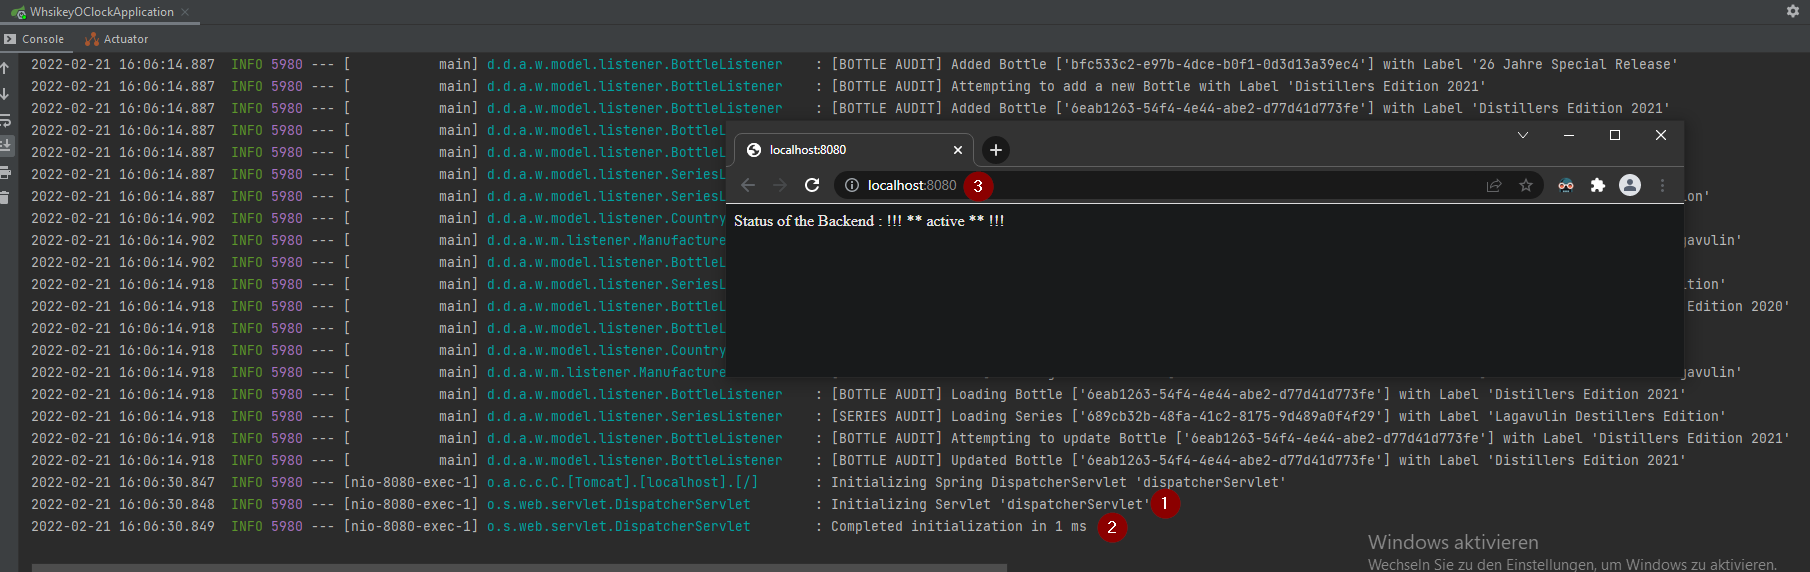 WhsikeyOClockApplication
Console Actuator
2022-02-21 16:06:14.887 INFO 5980 --- [ main] d.d.a.w.model.listener.BottleListener : [BOTTLE AUDIT] Added Bottle ['bfc533c2-e97b-4dce-b0f1-0d3d13a39ec4'] with Label '26 Jahre Special Release'
2022-02-21 16:06:14.887 INFO 5980 --- [ main] d.d.a.w.model.listener.BottleListener : [BOTTLE AUDIT] Attempting to add a new Bottle with Label 'Distillers Edition 2021'
2022-02-21 16:06:14.887 INFO 5980 --- [ main] d.d.a.w.model.listener.BottleListener : [BOTTLE AUDIT] Added Bottle ['6eab1263-54f4-4e44-abe2-d77d41d773fe'] with Label 'Distillers Edition 2021'
2022-02-21 16:06:14.887 INFO 5980 --- [ main] d.d.a.w.model.listener.BottleL
2022-02-21 16:06:14.887 INFO 5980 --- [ main] d.d.a.w.model.listener.BottleL
2022-02-21 16:06:14.887 INFO 5980 --- [ main] d.d.a.w.model.listener.SeriesL
2022-02-21 16:06:14.887 INFO 5980 --- [ main] d.d.a.w.model.listener.SeriesL on'
2022-02-21 16:06:14.902 INFO 5980 --- [ main] d.d.a.w.model.listener.Country
2022-02-21 16:06:14.902 INFO 5980 --- [ main] d.d.a.w.m.listener.Manufacture agavulin'
2022-02-21 16:06:14.902 INFO 5980 --- [ main] d.d.a.w.model.listener.BottleL
2022-02-21 16:06:14.918 INFO 5980 --- [ main] d.d.a.w.model.listener.SeriesL tion'
2022-02-21 16:06:14.918 INFO 5980 --- [ main] d.d.a.w.model.listener.BottleL Edition 2020'
2022-02-21 16:06:14.918 INFO 5980 --- [ main] d.d.a.w.model.listener.BottleL
2022-02-21 16:06:14.918 INFO 5980 --- [ main] d.d.a.w.model.listener.Country
2022-02-21 16:06:14.918 INFO 5980 --- [ main] d.d.a.w.m.listener.Manufacture gavulin'
2022-02-21 16:06:14.918 INFO 5980 --- [ main] d.d.a.w.model.listener.BottleListener : [BOTTLE AUDIT] Loading Bottle ['6eab1263-54f4-4e44-abe2-d77d41d773fe'] with Label 'Distillers Edition 2021'
2022-02-21 16:06:14.918 INFO 5980 --- [ main] d.d.a.w.model.listener.SeriesListener : [SERIES AUDIT] Loading Series ['689cb32b-48fa-41c2-8175-9d489a0f4f29'] with Label 'Lagavulin Destillers Edition'
2022-02-21 16:06:14.918 INFO 5980 --- [ main] d.d.a.w.model.listener.BottleListener : [BOTTLE AUDIT] Attempting to update Bottle ['6eab1263-54f4-4e44-abe2-d77d41d773fe'] with Label 'Distillers Edition 2021'
2022-02-21 16:06:14.918 INFO 5980 --- [ main] d.d.a.w.model.listener.BottleListener : [BOTTLE AUDIT] Updated Bottle ['6eab1263-54f4-4e44-abe2-d77d41d773fe'] with Label 'Distillers Edition 2021'
2022-02-21 16:06:30.847 INFO 5980 --- [nio-8080-exec-1] o.a.c.c.C.[Tomcat].[localhost].[/] : Initializing Spring DispatcherServlet 'dispatcherServlet'
2022-02-21 16:06:30.848 INFO 5980 --- [nio-8080-exec-1] o.s.web.servlet.DispatcherServlet : Initializing Servlet 'dispatcherServlet' 1
2022-02-21 16:06:30.849 INFO 5980 --- [nio-8080-exec-1] o.s.web.servlet.DispatcherServlet : Completed initialization in 1 ms 2
localhost:8080
localhost:8080 3
Status of the Backend : !!! ** active ** !!!
Windows aktivieren
Wechseln Sie zu den Einstellungen, um Windows zu aktivieren.